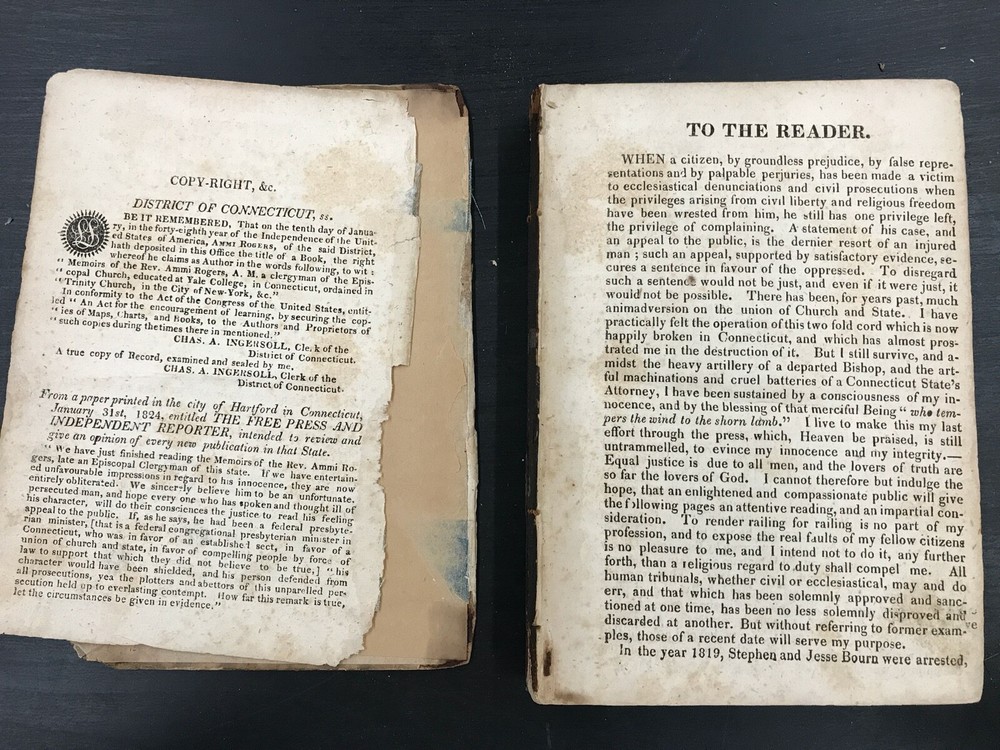 COPY-RIGHT, &c.
DISTRICT OF CONNECTICUT, ss.
LS
BE IT REMEMBERED, That on the tenth day of Janua-
ry, in the forty-eighth year of the Independence of the Unit-
ed States of America, AMMI ROGERS, of the said District,
hath deposited in this Office the title of a Book, the right
whereof he claims as Author in the words following, to wit:
" Memoirs of the Rev. Ammi Rogers, A. M. a clergyman of the Epis-
" copal Church, educated at Yale College, in Connecticut, ordained in
" Trinity Church, in the City of New-York, &c."
In conformity to the Act of the Congress of the United States, entit-
led " An Act for the encouragement of learning, by securing the cop-
" ies of Maps, Charts, and Books, to the Authors and Proprietors of
" such copies during the times there in mentioned."
CHAS. A. INGERSOLL, Clerk of the
District of Connecticut.
A true copy of Record, examined and sealed by me,
CHAS. A. INGERSOLL, Clerk of the
District of Connecticut.
From a paper printed in the city of Hartford in Connecticut,
January 31st, 1824, entitled THE FREE PRESS AND
INDEPENDENT REPORTER, intended to review and
give an opinion of every new publication in that State.
" We have just finished reading the Memoirs of the Rev. Ammi Ro-
gers, late an Episcopal Clergyman of this state. If we have entertain-
ed unfavourable impressions in regard to his innocence, they are now
entirely obliterated. We sincerely believe him to be an unfortunate,
persecuted man, and hope every one who has spoken and thought ill of
his character, will do their consciences the justice to read his feeling
appeal to the public. If, as he says, he had been a federal presbyte-
rian minister, [that is a federal congregational presbyterian minister in
Connecticut, who was in favor of an established sect, in favor of a
union of church and state, in favor of compelling people by force of
law to support that which they did not believe to be true,] " his
character would have been shielded, and his person defended from
all prosecutions, yea the plotters and abettors of this unparelled per-
secution held up to everlasting contempt. How far this remark is true,
let the circumstances be given in evidence."
TO THE READER.
WHEN a citizen, by groundless prejudice, by false repre-
sentations and by palpable perjuries, has been made a victim
to ecclesiastical denunciations and civil prosecutions when
the privileges arising from civil liberty and religious freedom
have been wrested from him, he still has one privilege left,
the privilege of complaining. A statement of his case, and
an appeal to the public, is the dernier resort of an injured
man ; such an appeal, supported by satisfactory evidence, se-
cures a sentence in favour of the oppressed. To disregard
such a sentence would not be just, and even if it were just, it
would not be possible. There has been, for years past, much
animadversion on the union of Church and State. I have
practically felt the operation of this two fold cord which is now
happily broken in Connecticut, and which has almost pros-
trated me in the destruction of it. But I still survive, and a-
midst the heavy artillery of a departed Bishop, and the art-
ful machinations and cruel batteries of a Connecticut State's
Attorney, I have been sustained by a consciousness of my in-
nocence, and by the blessing of that merciful Being " who tem-
pers the wind to the shorn lamb." I live to make this my last
effort through the press, which, Heaven be praised, is still
untrammelled, to evince my innocence and my integrity.—
Equal justice is due to all men, and the lovers of truth are
so far the lovers of God. I cannot therefore but indulge the
hope, that an enlightened and compassionate public will give
the following pages an attentive reading, and an impartial con-
sideration. To render railing for railing is no part of my
profession, and to expose the real faults of my fellow citizens
is no pleasure to me, and I intend not to do it, any further
forth, than a religious regard to duty shall compel me. All
human tribunals, whether civil or ecclesiastical, may and do
err, and that which has been solemnly approved and sanc-
tioned at one time, has been no less solemnly disproved and
discarded at another. But without referring to former exam-
ples, those of a recent date will serve my purpose.
In the year 1819, Stephen and Jesse Bourn were arrested,